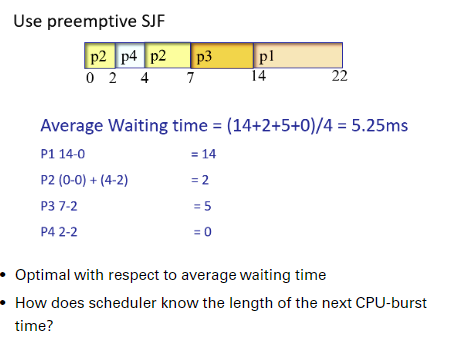 Use preemptive SJF
p2 p4 p2 p3 p1
0 2 4 7 14 22
Average Waiting time = (14+2+5+0)/4 = 5.25ms
P1 14-0 = 14
P2 (0-0) + (4-2) = 2
P3 7-2 = 5
P4 2-2 = 0
• Optimal with respect to average waiting time
• How does scheduler know the length of the next CPU-burst
time?